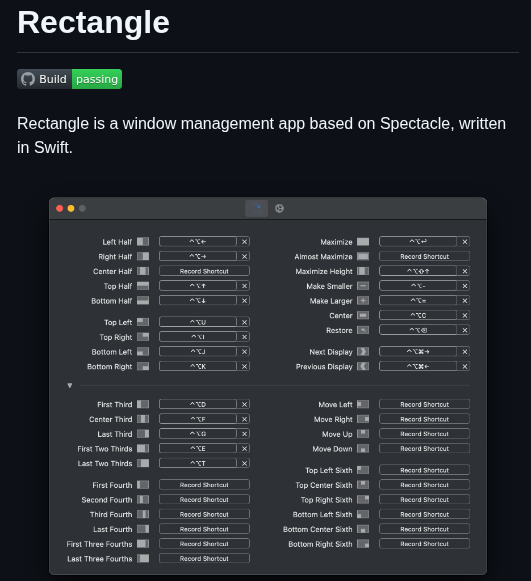 Rectangle
Build passing
Rectangle is a window management app based on Spectacle, written
in Swift.
Left Half ^⌥← ×
Right Half ^⌥→ ×
Center Half Record Shortcut
Top Half ^⌥↑ ×
Bottom Half ^⌥↓ ×
Top Left ^⌥U ×
Top Right ^⌥I ×
Bottom Left ^⌥J ×
Bottom Right ^⌥K ×
Maximize ^⌥↩ ×
Almost Maximize Record Shortcut
Maximize Height ^⌥⇧↑ ×
Make Smaller ^⌥- ×
Make Larger ^⌥= ×
Center ^⌥C ×
Restore ^⌥⌫ ×
Next Display ^⌥⌘→ ×
Previous Display ^⌥⌘← ×
First Third ^⌥D ×
Center Third ^⌥F ×
Last Third ^⌥G ×
First Two Thirds ^⌥E ×
Last Two Thirds ^⌥T ×
First Fourth Record Shortcut
Second Fourth Record Shortcut
Third Fourth Record Shortcut
Last Fourth Record Shortcut
First Three Fourths Record Shortcut
Last Three Fourths Record Shortcut
Move Left Record Shortcut
Move Right Record Shortcut
Move Up Record Shortcut
Move Down Record Shortcut
Top Left Sixth Record Shortcut
Top Center Sixth Record Shortcut
Top Right Sixth Record Shortcut
Bottom Left Sixth Record Shortcut
Bottom Center Sixth Record Shortcut
Bottom Right Sixth Record Shortcut